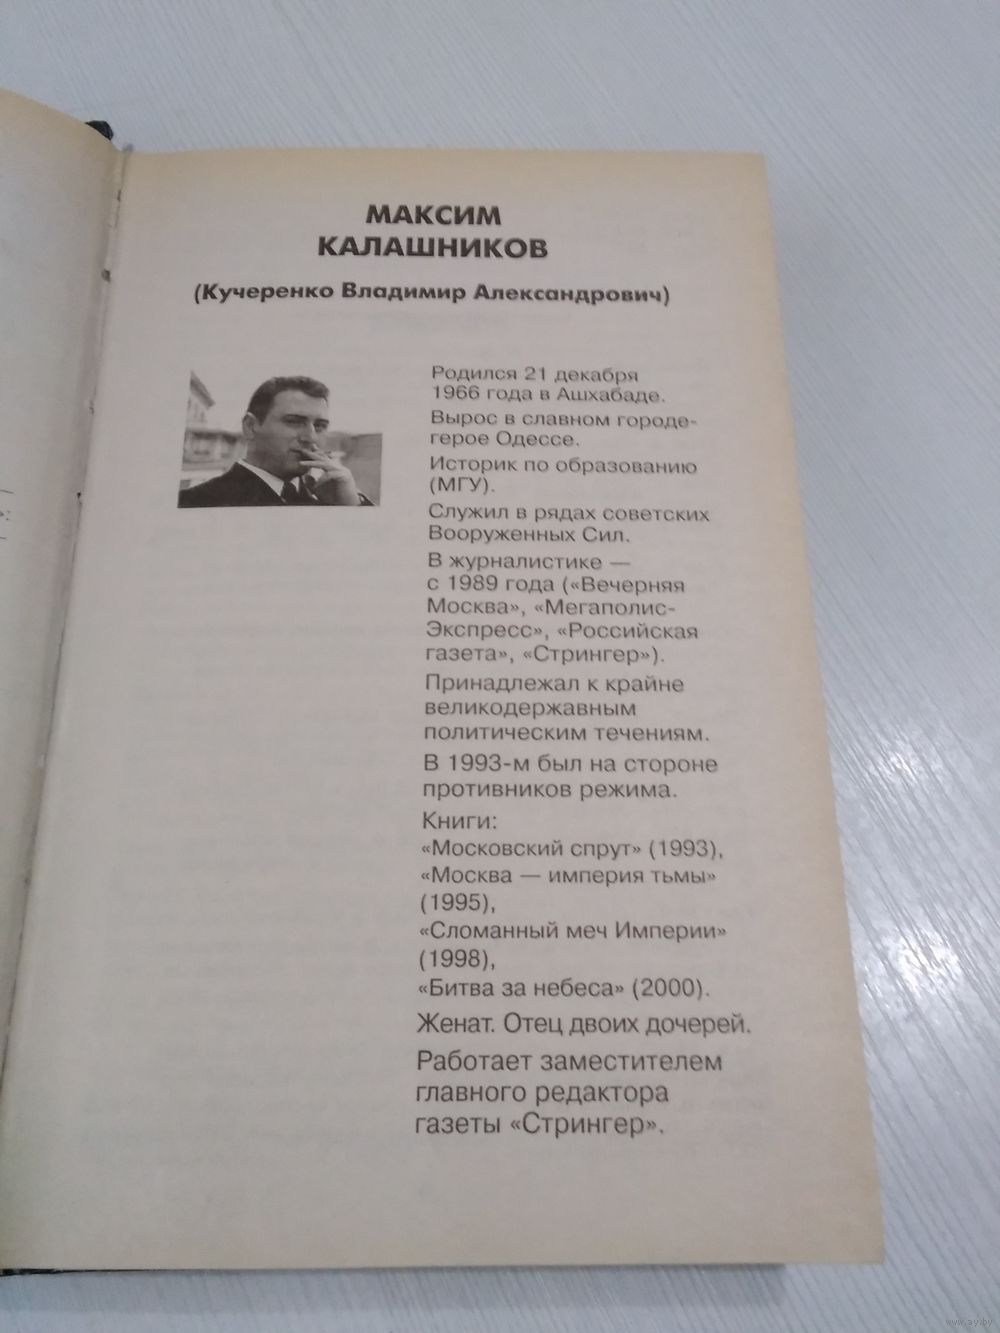 МАКСИМ
КАЛАШНИКОВ
(Кучеренко Владимир Александрович)
Родился 21 декабря
1966 года в Ашхабаде.
Вырос в славном городе-
герое Одессе.
Историк по образованию
(МГУ).
Служил в рядах советских
Вооруженных Сил.
В журналистике —
с 1989 года («Вечерняя
Москва», «Мегаполис-
Экспресс», «Российская
газета», «Стрингер»).
Принадлежал к крайне
великодержавным
политическим течениям.
В 1993-м был на стороне
противников режима.
Книги:
«Московский спрут» (1993),
«Москва — империя тьмы»
(1995),
«Сломанный меч Империи»
(1998),
«Битва за небеса» (2000).
Женат. Отец двоих дочерей.
Работает заместителем
главного редактора
газеты «Стрингер».
www.ay.by